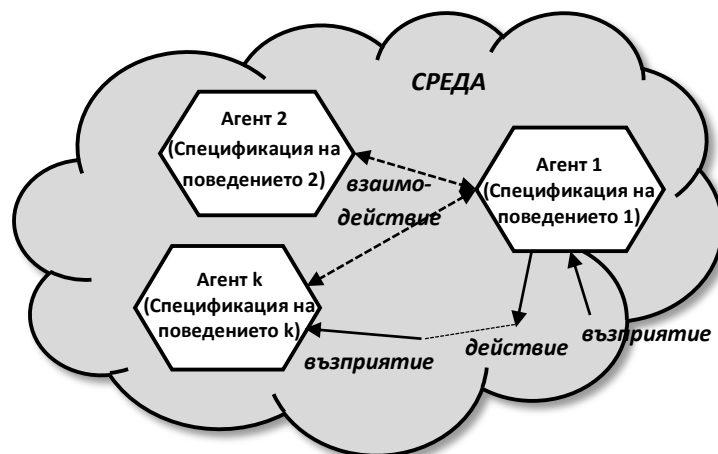 СРЕДА
Агент 2
(Спецификация на
поведението 2)
Агент 1
(Спецификация на
поведението 1)
взаимо-
действие
Агент k
(Спецификация на
поведението k)
възприятие
действие
възприятие